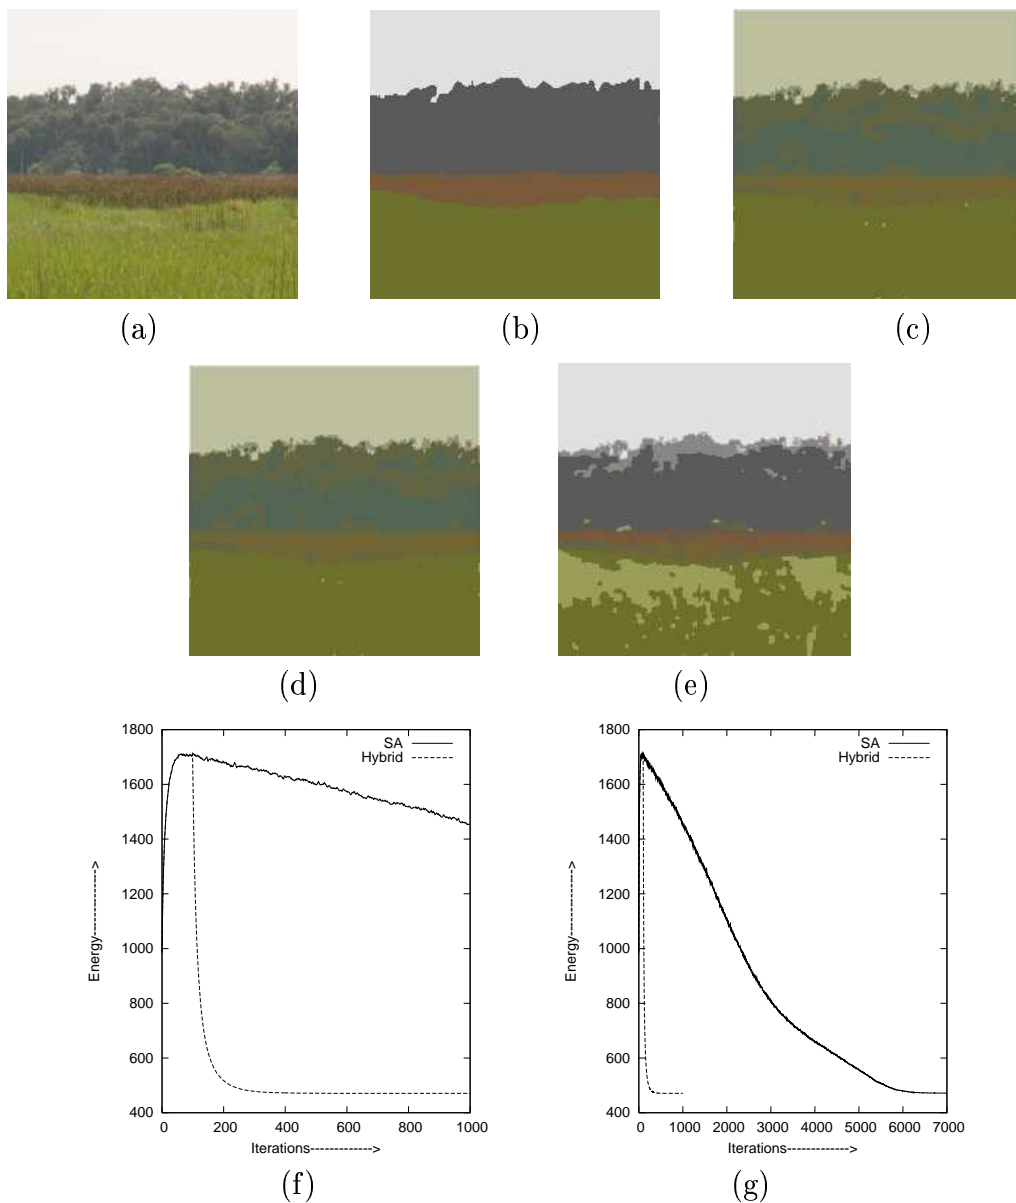 (a)
(b)
(c)
(d)
(e)
1800
1600
1400
1200
1000
800
600
400
0
200
400
600
800
1000
Energy------------->
Iterations------------->
SA
Hybrid
(f)
1800
1600
1400
1200
1000
800
600
400
0
1000
2000
3000
4000
5000
6000
7000
Energy------------->
Iterations------------->
SA
Hybrid
(g)